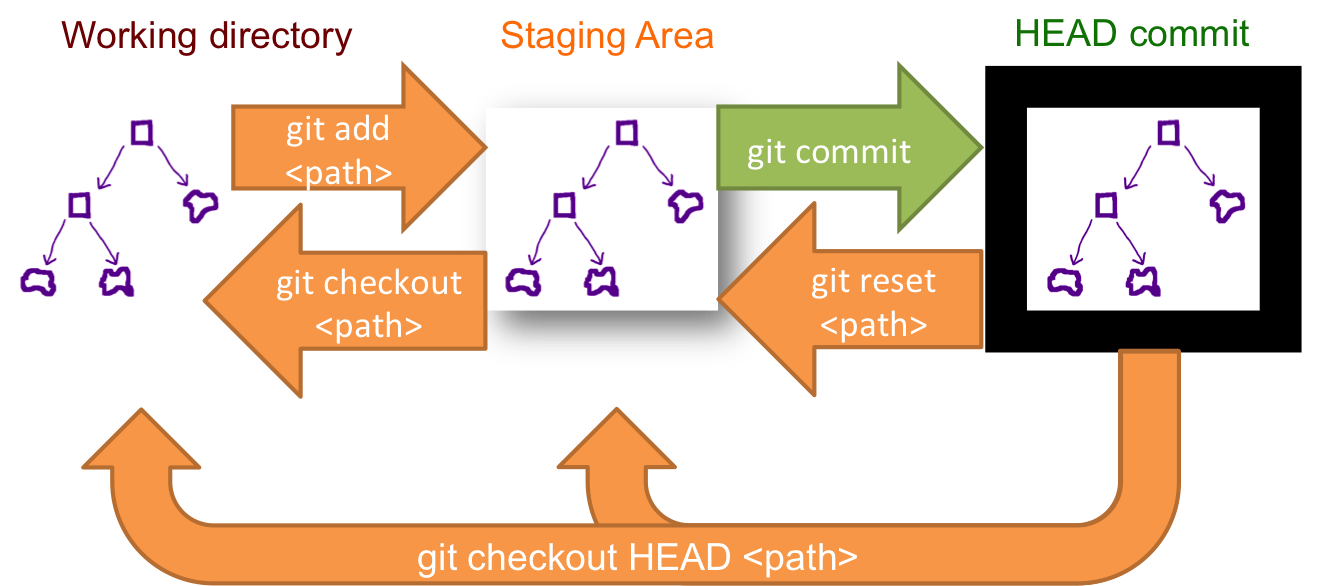 Working directory
Staging Area
HEAD commit
git add
<path>
git commit
git checkout
<path>
git reset
<path>
git checkout HEAD <path>